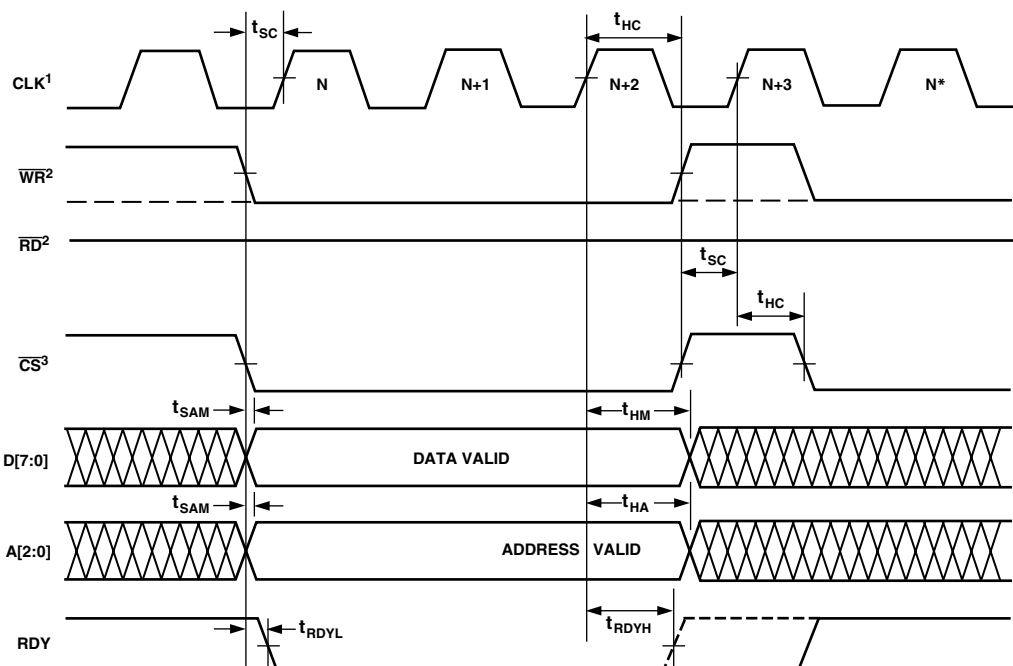 tSC
tHC
CLK¹
N
N+1
N+2
N+3
N*
WR²
RD²
tSC
tHC
CS³
tSAM
tHM
D[7:0]
DATA VALID
tSAM
tHA
A[2:0]
ADDRESS VALID
tRDYL
tRDYH
RDY